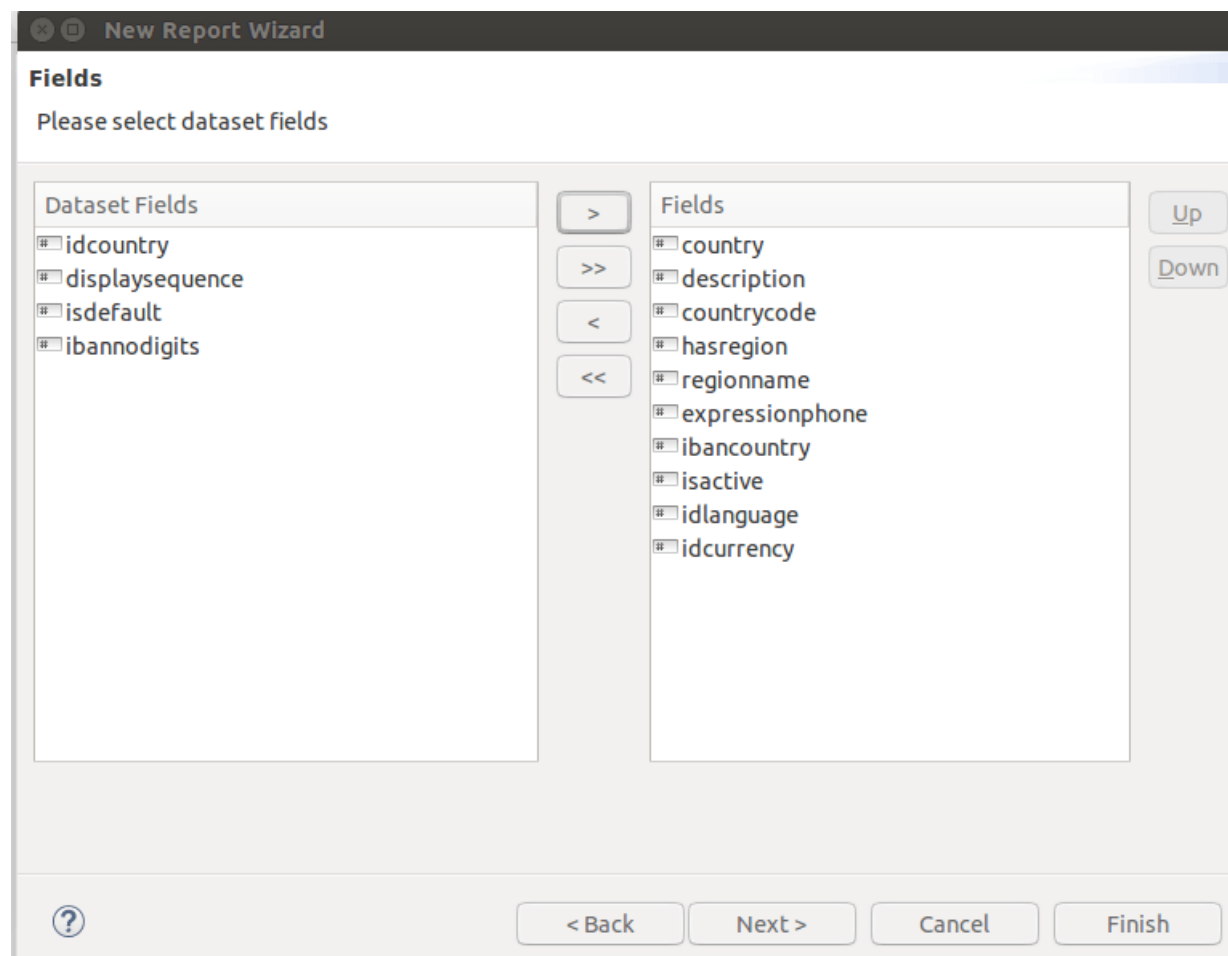 New Report Wizard
Fields
Please select dataset fields
Dataset Fields
idcountry
displaysequence
isdefault
ibannodigits
>
>>
<
<<
Fields
country
description
countrycode
hasregion
regionname
expressionphone
ibancountry
isactive
idlanguage
idcurrency
Up
Down
?
< Back
Next >
Cancel
Finish